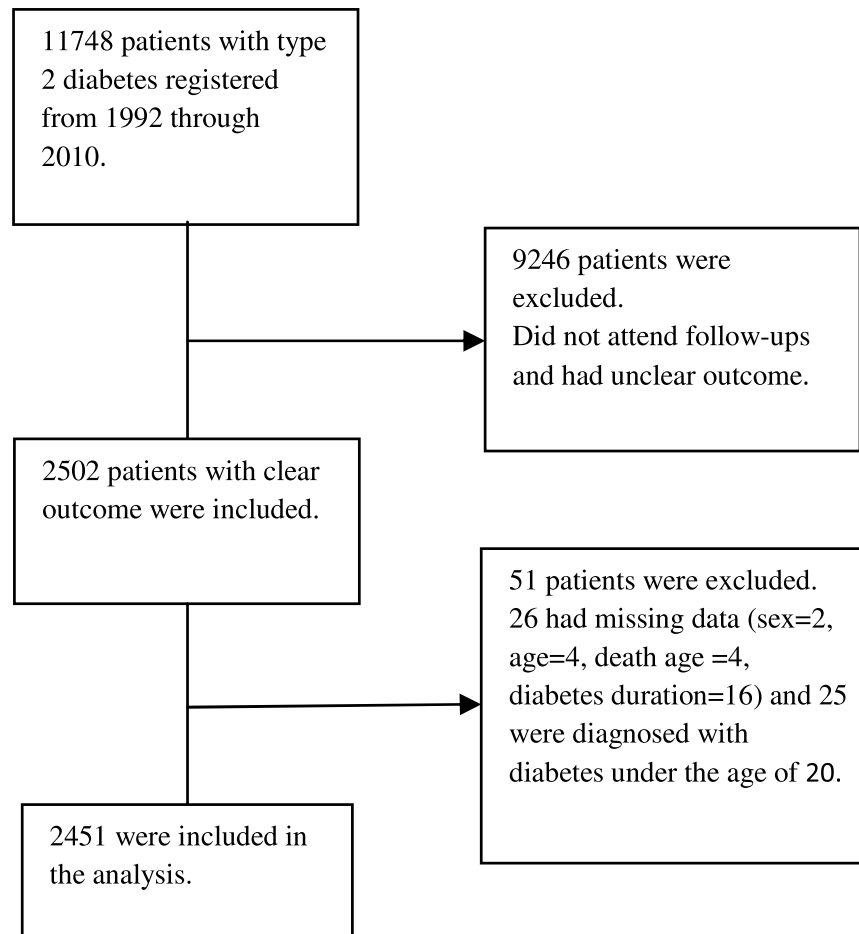 11748 patients with type
2 diabetes registered
from 1992 through
2010.
9246 patients were
excluded.
Did not attend follow-ups
and had unclear outcome.
2502 patients with clear
outcome were included.
51 patients were excluded.
26 had missing data (sex=2,
age=4, death age =4,
diabetes duration=16) and 25
were diagnosed with
diabetes under the age of 20.
2451 were included in
the analysis.